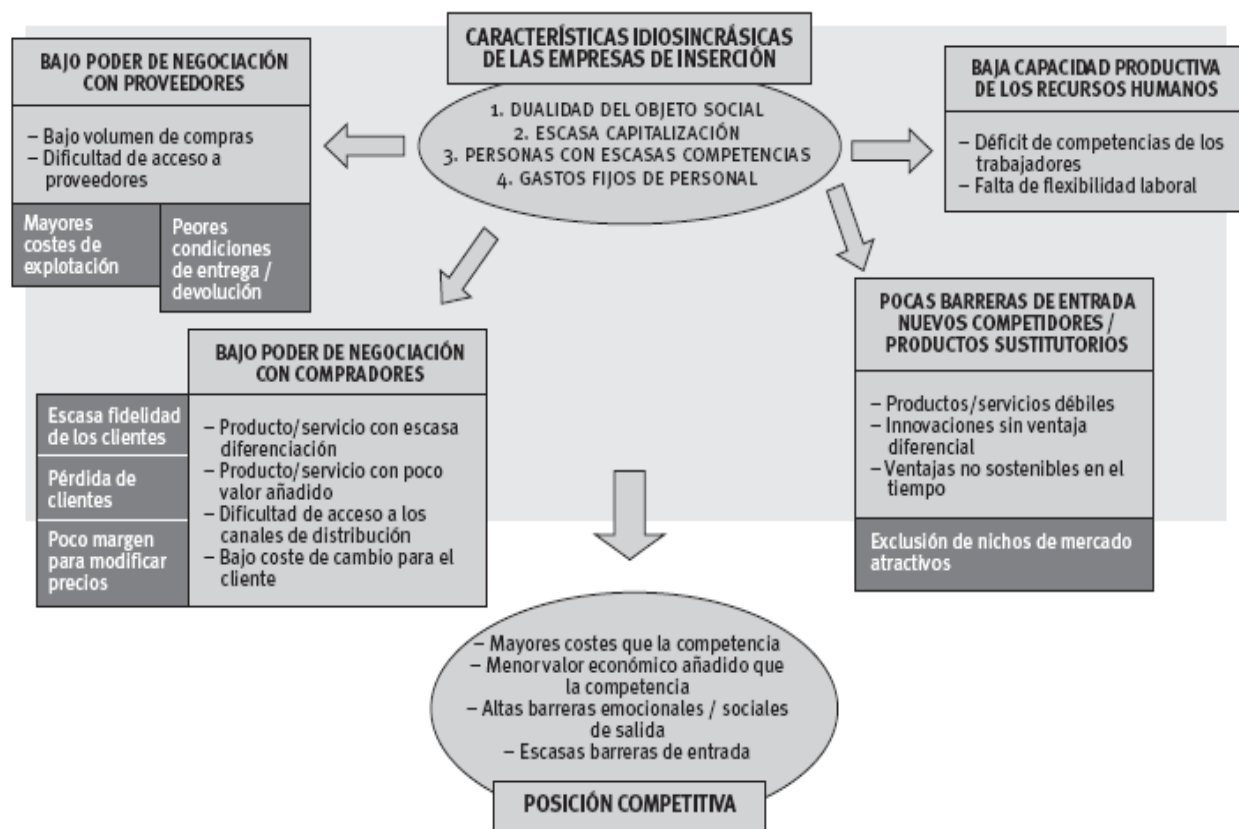 CARACTERÍSTICAS IDIOSINCRÁSICAS
DE LAS EMPRESAS DE INSERCIÓN
1. DUALIDAD DEL OBJETO SOCIAL
2. ESCASA CAPITALIZACIÓN
3. PERSONAS CON ESCASAS COMPETENCIAS
4. GASTOS FIJOS DE PERSONAL
BAJO PODER DE NEGOCIACIÓN
CON PROVEEDORES
– Bajo volumen de compras
– Dificultad de acceso a
proveedores
Mayores
costes de
explotación
Peores
condiciones
de entrega /
devolución
BAJA CAPACIDAD PRODUCTIVA
DE LOS RECURSOS HUMANOS
– Déficit de competencias de los
trabajadores
– Falta de flexibilidad laboral
BAJO PODER DE NEGOCIACIÓN
CON COMPRADORES
Escasa fidelidad
de los clientes
Pérdida de
clientes
Poco margen
para modificar
precios
– Producto/servicio con escasa
diferenciación
– Producto/servicio con poco
valor añadido
– Dificultad de acceso a los
canales de distribución
– Bajo coste de cambio para el
cliente
POCAS BARRERAS DE ENTRADA
NUEVOS COMPETIDORES /
PRODUCTOS SUSTITUTORIOS
– Productos/servicios débiles
– Innovaciones sin ventaja
diferencial
– Ventajas no sostenibles en el
tiempo
Exclusión de nichos de mercado
atractivos
– Mayores costes que la competencia
– Menor valor económico añadido que
la competencia
– Altas barreras emocionales / sociales
de salida
– Escasas barreras de entrada
POSICIÓN COMPETITIVA